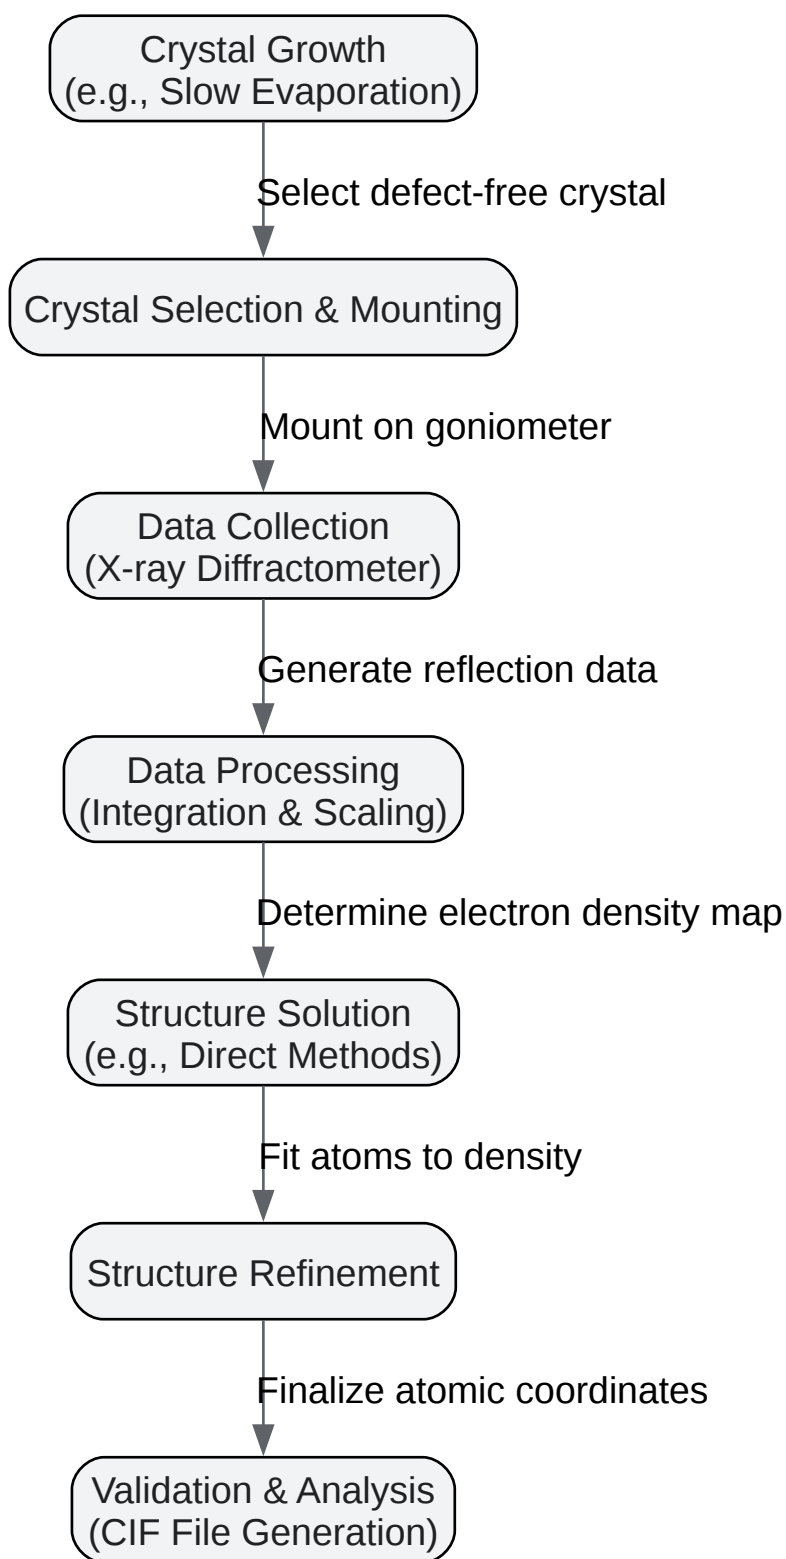 Crystal Growth
(e.g., Slow Evaporation)
Select defect-free crystal
Crystal Selection & Mounting
Mount on goniometer
Data Collection
(X-ray Diffractometer)
Generate reflection data
Data Processing
(Integration & Scaling)
Determine electron density map
Structure Solution
(e.g., Direct Methods)
Fit atoms to density
Structure Refinement
Finalize atomic coordinates
Validation & Analysis
(CIF File Generation)